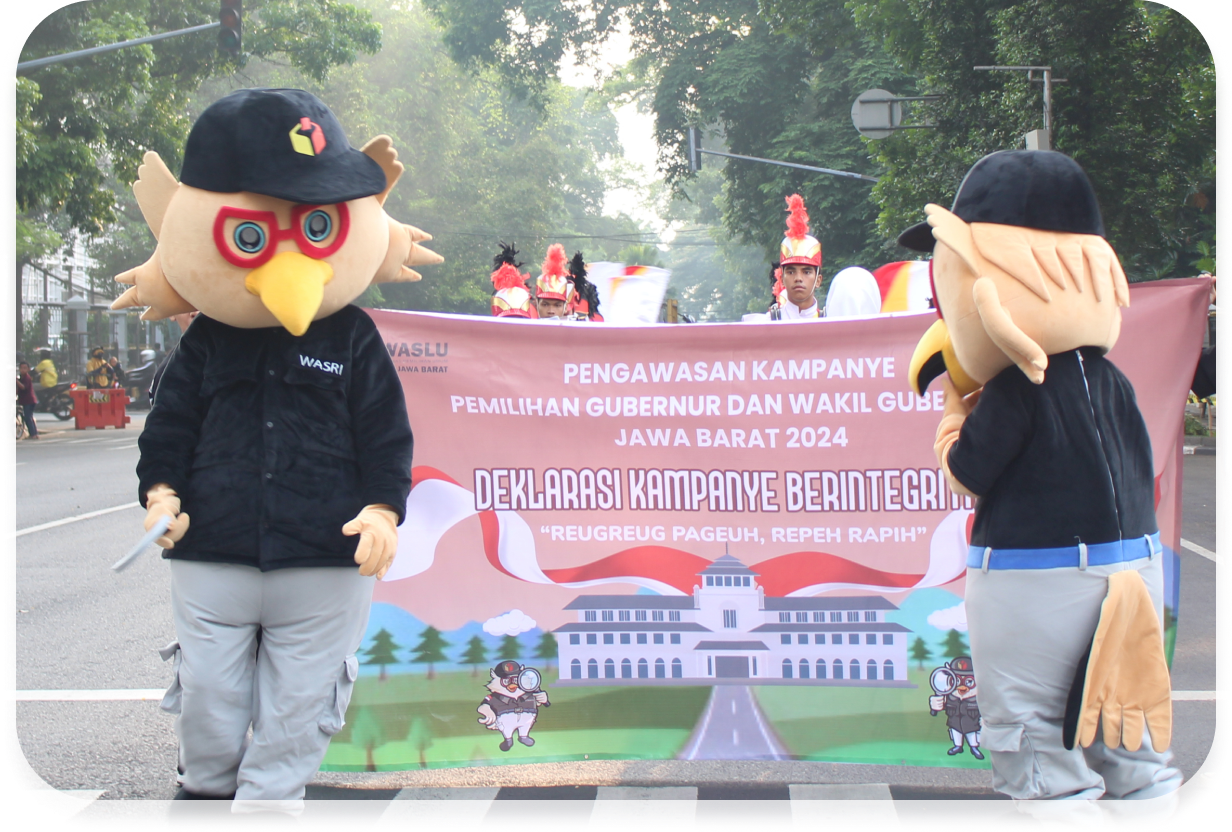 WASLU
JAWA BARAT
WASRI
PENGAWASAN KAMPANYE
PEMILIHAN GUBERNUR DAN WAKIL GUBE
JAWA BARAT 2024
DEKLARASI KAMPANYE BERINTEGRI
"REUGREUG PAGEUH, REPEH RAPIH"